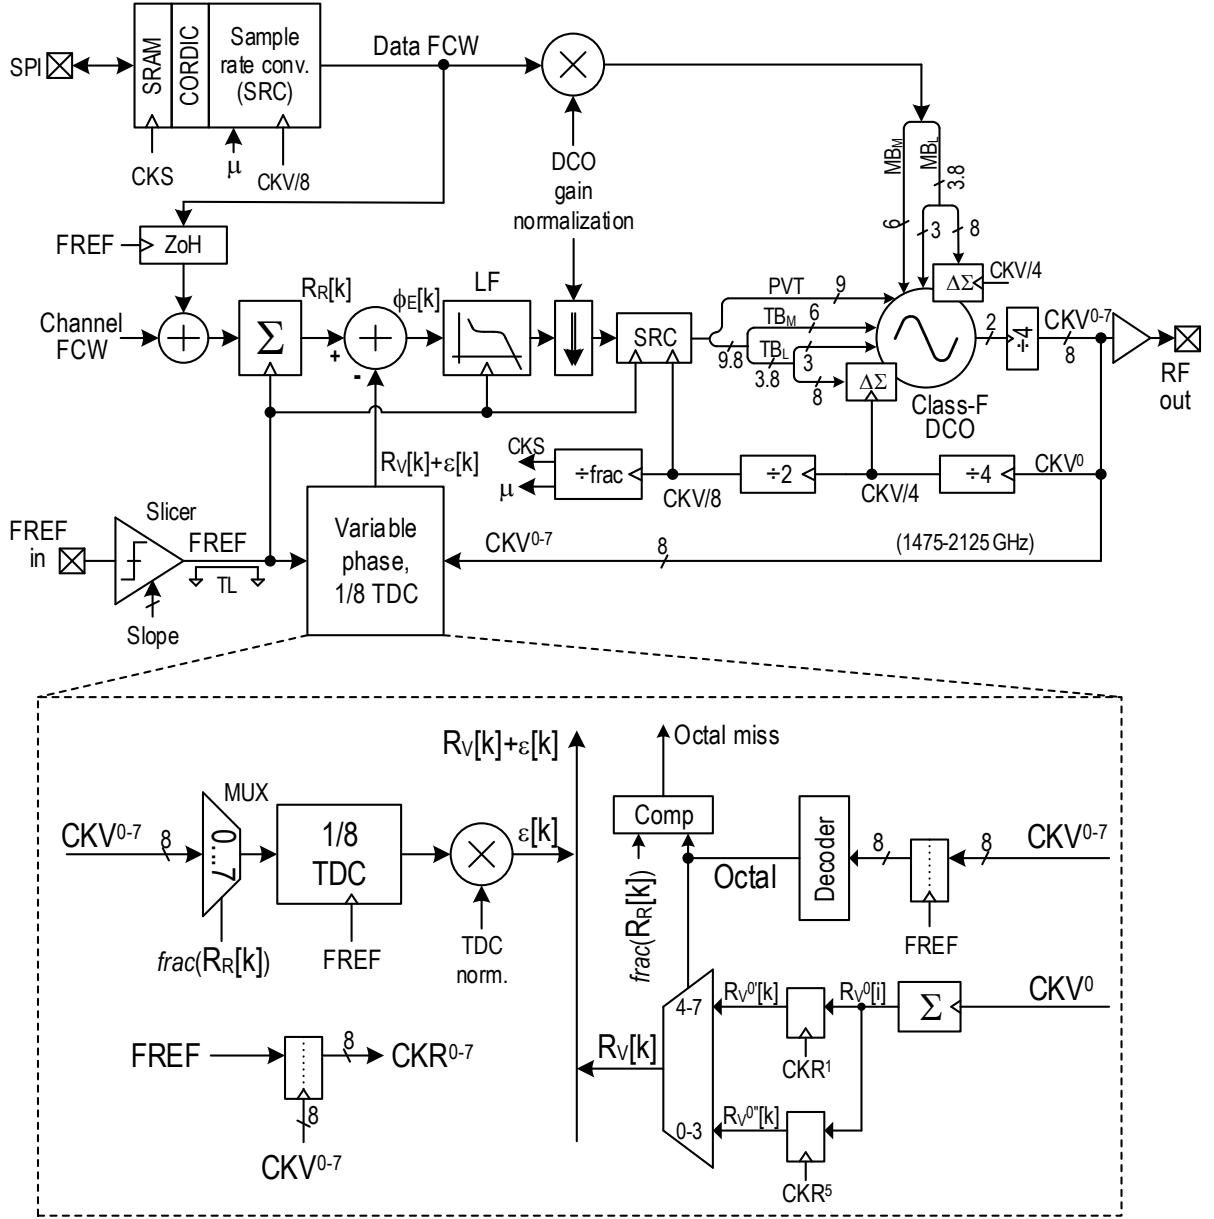 SPI
SRAM
CORDIC
Sample
rate conv.
(SRC)
Data FCW
CKS
μ
CKV/8
DCO
gain
normalization
MB_M
MB_L
3.8
6
3
8
ΔΣ
CKV/4
FREF
ZoH
Channel
FCW
Σ
R_R[k]
+
-
ϕ_E[k]
LF
SRC
PVT
9
TB_M
6
TB_L
3
9.8
3.8
8
ΔΣ
Class-F
DCO
2
÷4
CKV^0-7
8
RF
out
R_V[k]+ε[k]
CKS
μ
÷frac
CKV/8
÷2
CKV/4
÷4
CKV^0
FREF
in
Slicer
FREF
TL
Slope
Variable
phase,
1/8 TDC
CKV^0-7
8
(1475-2125 GHz)
R_V[k]+ε[k]
Octal miss
MUX
CKV^0-7
8
0...7
1/8
TDC
ε[k]
frac(R_R[k])
FREF
TDC
norm.
Comp
frac(R_R[k])
Octal
Decoder
8
8
CKV^0-7
FREF
4-7
0-3
R_V^0'[k]
R_V^0[i]
Σ
CKV^0
CKR^1
R_V[k]
R_V^0''[k]
CKR^5
FREF
8
CKR^0-7
8
CKV^0-7